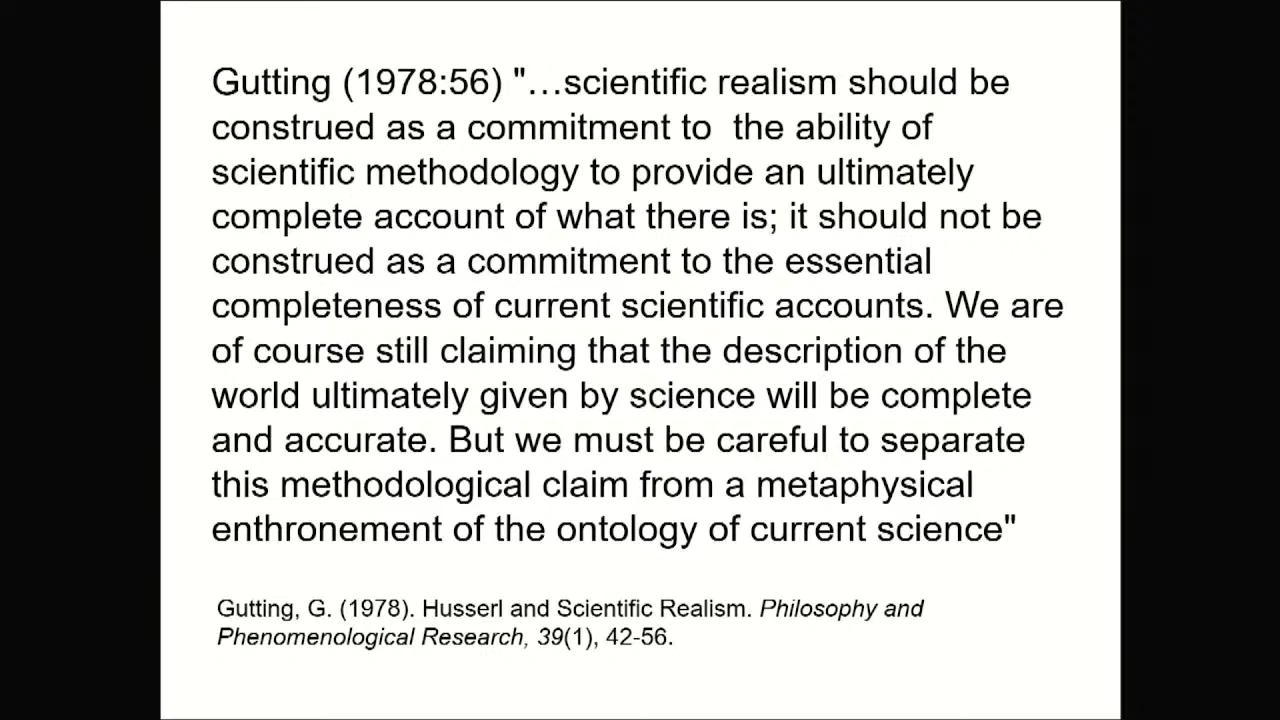 Gutting (1978:56) "…scientific realism should be
construed as a commitment to  the ability of
scientific methodology to provide an ultimately
complete account of what there is; it should not be
construed as a commitment to the essential
completeness of current scientific accounts. We are
of course still claiming that the description of the
world ultimately given by science will be complete
and accurate. But we must be careful to separate
this methodological claim from a metaphysical
enthronement of the ontology of current science"
Gutting, G. (1978). Husserl and Scientific Realism. Philosophy and
Phenomenological Research, 39(1), 42-56.